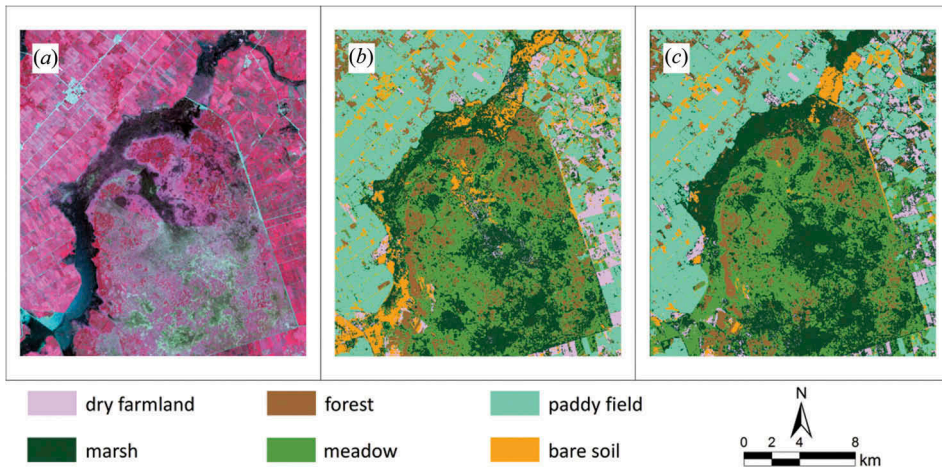 (a) (b) (c)
dry farmland forest paddy field
marsh meadow bare soil
N
0 2 4 8
km